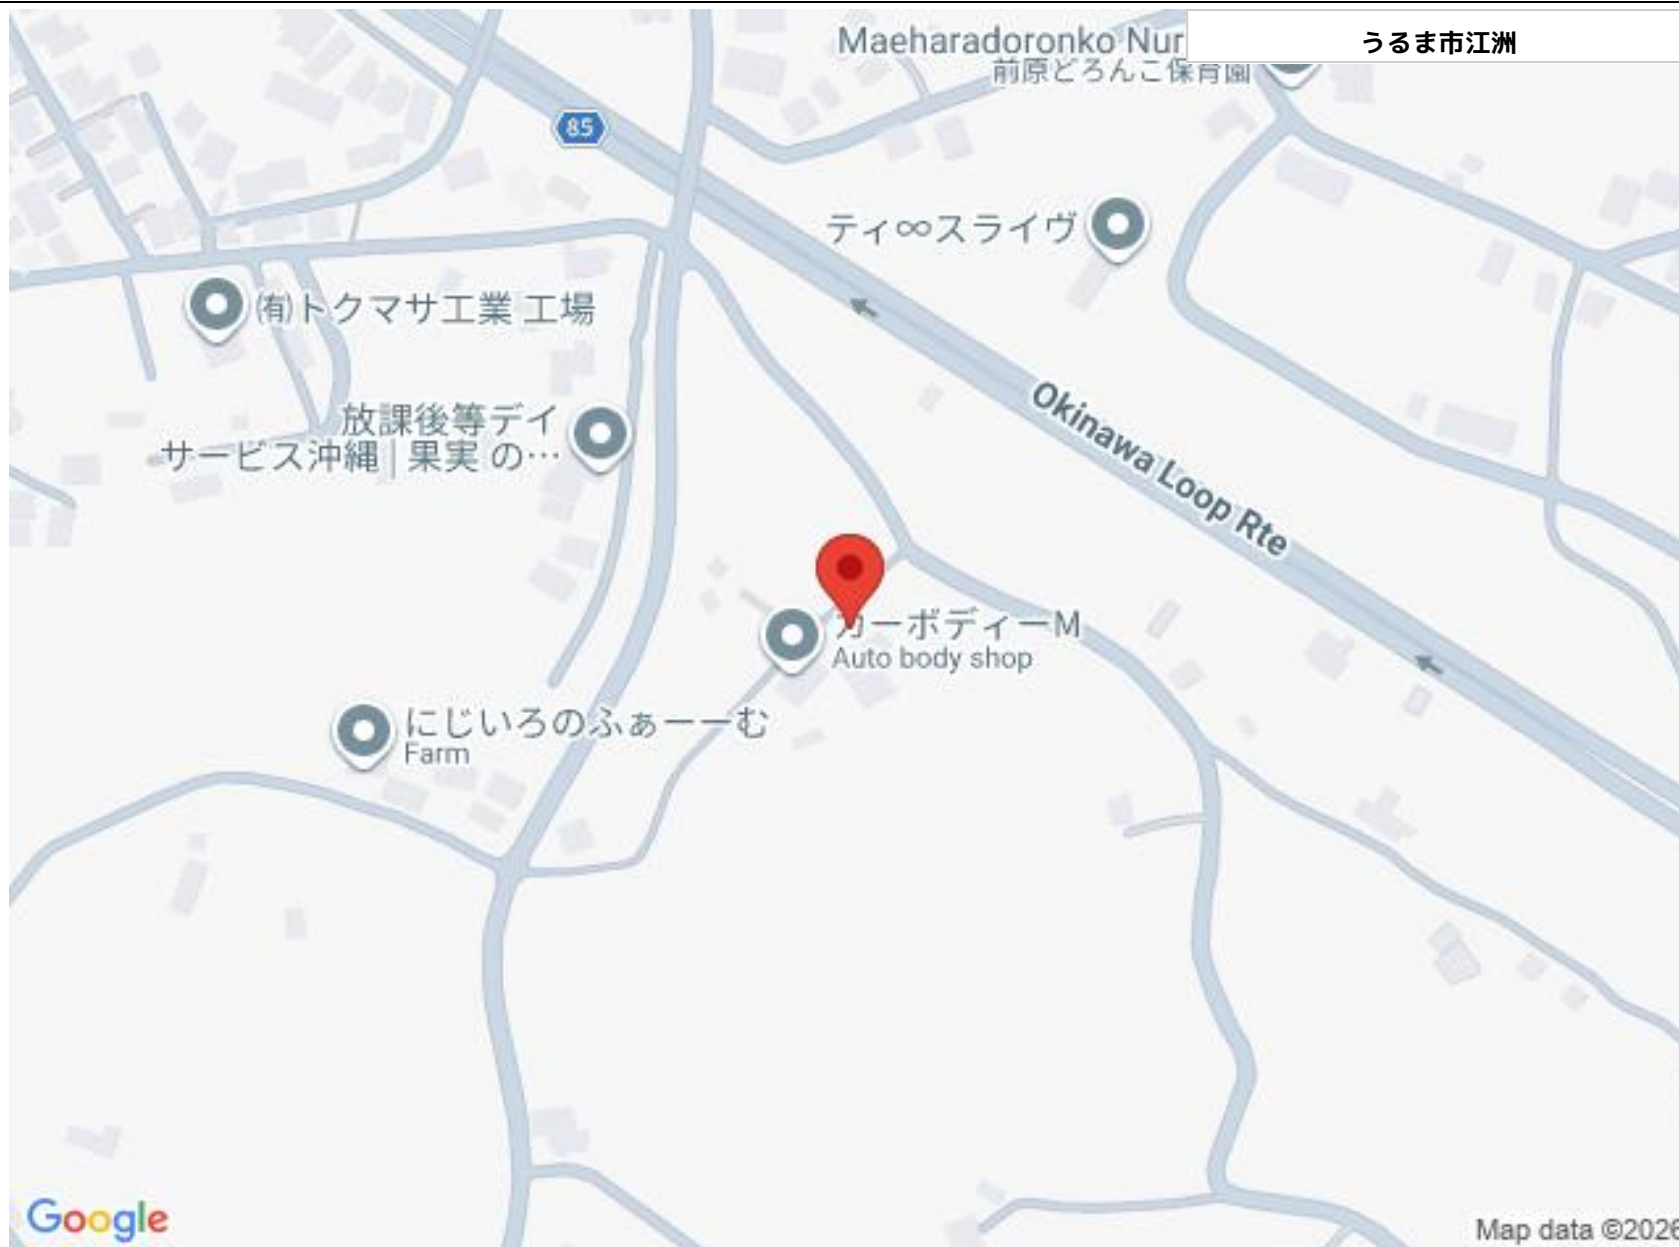 Maeharadoronko Nur
前原どろんこ保育園
うるま市江洲
85
ティ∞スライヴ
㈲トクマサ工業 工場
放課後等デイ
サービス沖縄 | 果実 の…
Okinawa Loop Rte
カーボディーM
Auto body shop
にじいろのふぁーーむ
Farm
Google
Map data ©2026